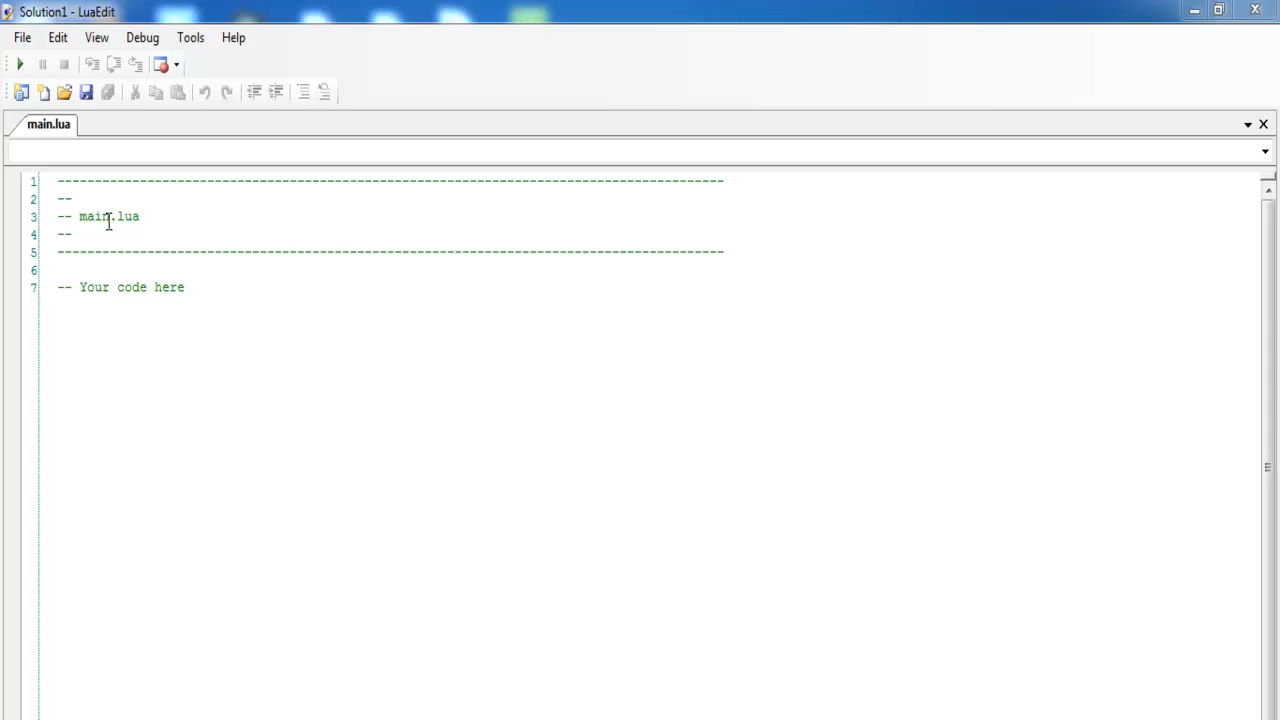 Solution1 - LuaEdit
File Edit View Debug Tools Help
main.lua
1 ------------------------------------------------------------------------------------------
2 --
3 -- main.lua
4 --
5 ------------------------------------------------------------------------------------------
6
7 -- Your code here